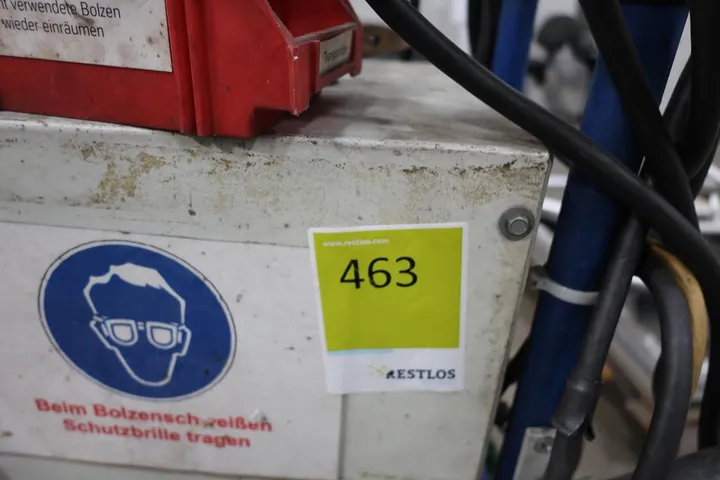 verwendete Bolzen
wieder einräumen
www.restlos.com
463
RESTLOS
Beim Bolzenschweißen
Schutzbrille tragen